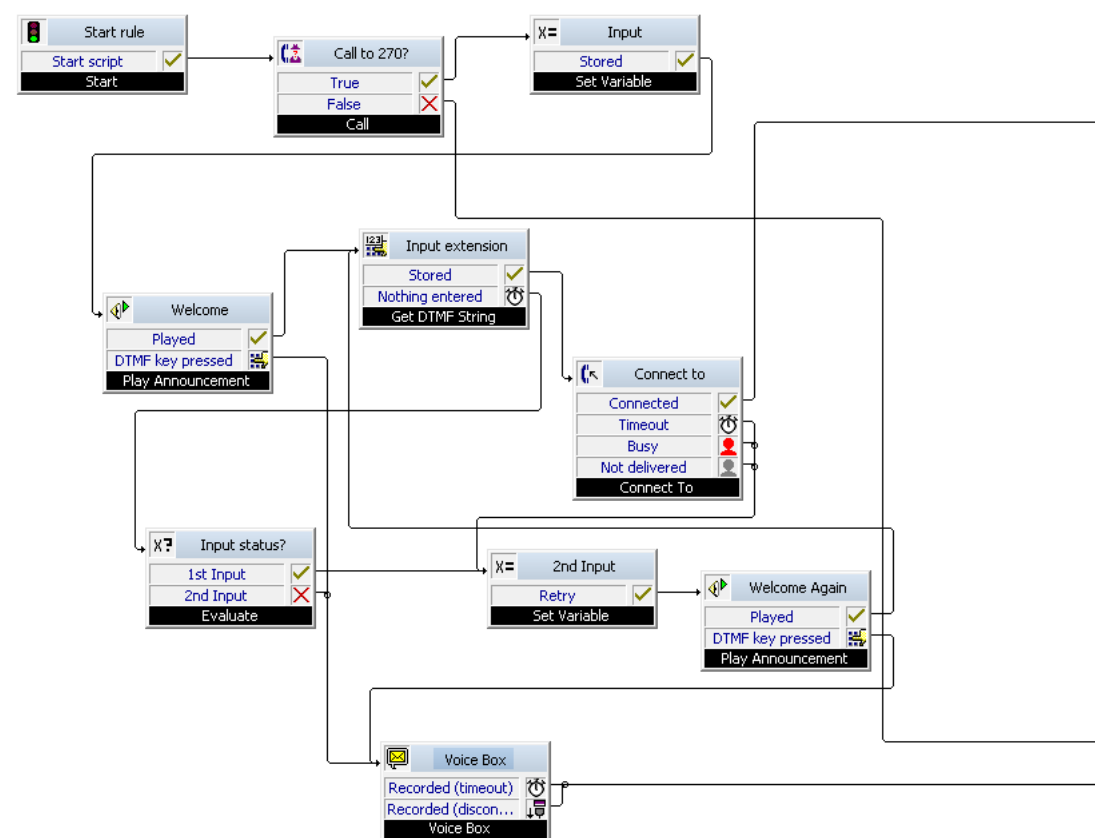 Start rule
Start script
Start
Call to 270?
True
False
Call
X= Input
Stored
Set Variable
123 Input extension
Stored
Nothing entered
Get DTMF String
Welcome
Played
DTMF key pressed
Play Announcement
Connect to
Connected
Timeout
Busy
Not delivered
Connect To
X? Input status?
1st Input
2nd Input
Evaluate
X= 2nd Input
Retry
Set Variable
Welcome Again
Played
DTMF key pressed
Play Announcement
Voice Box
Recorded (timeout)
Recorded (discon...
Voice Box